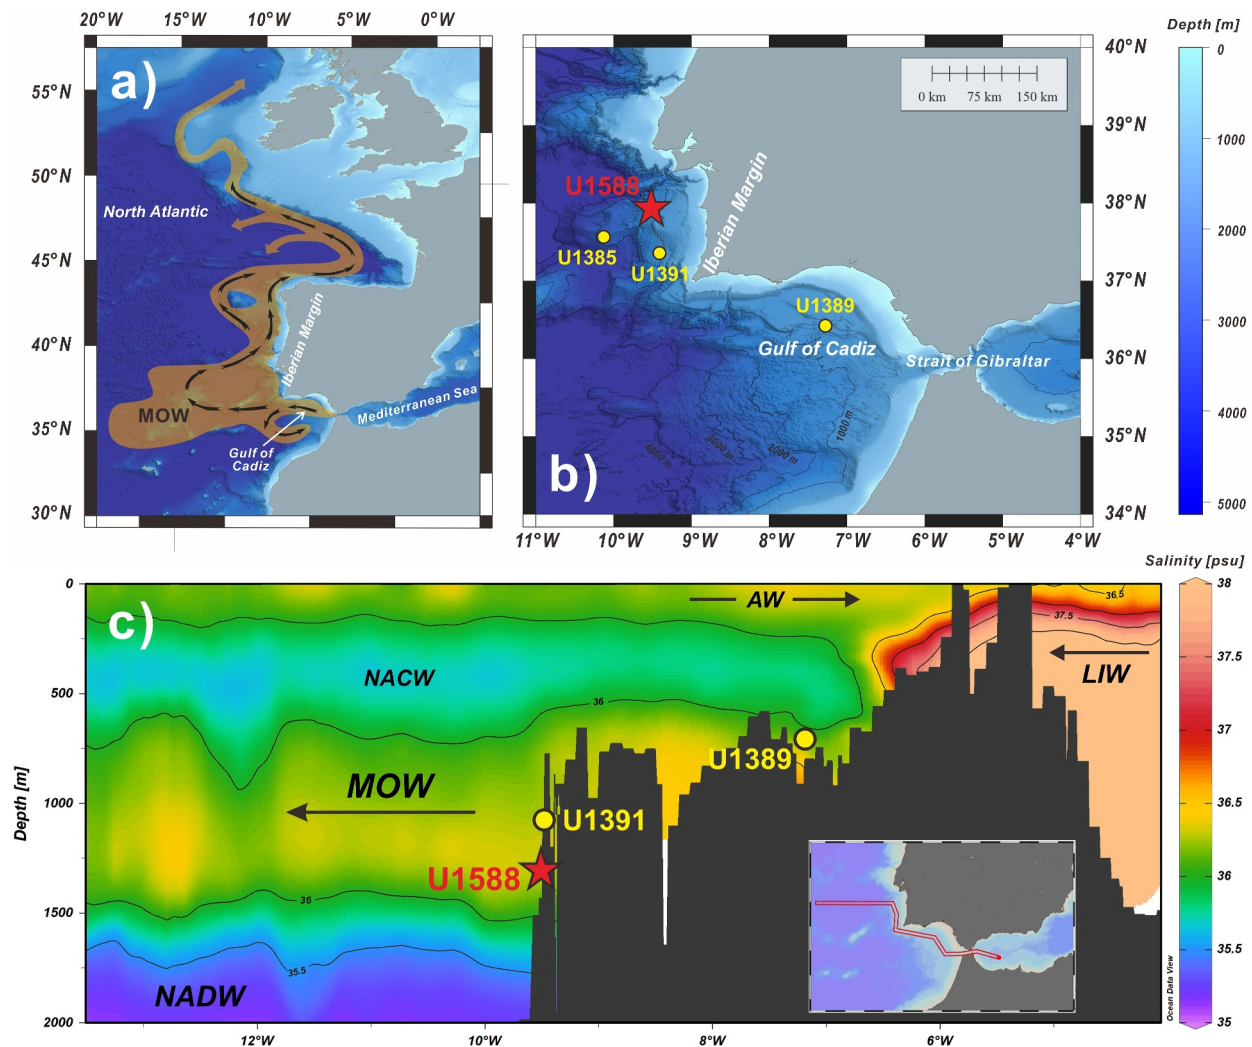 20°W 15°W 10°W 5°W 0°W
55°N
50°N
45°N
40°N
35°N
30°N
a)
North Atlantic
Iberian Margin
MOW
Mediterranean Sea
Gulf of
Cadiz
40°N
39°N
38°N
37°N
36°N
35°N
34°N
11°W 10°W 9°W 8°W 7°W 6°W 5°W 4°W
0 km 75 km 150 km
U1588
U1385
U1391
Iberian Margin
U1389
Gulf of Cadiz
Strait of Gibraltar
4000 m
3000 m
2000 m
1000 m
b)
Depth [m]
0
1000
2000
3000
4000
5000
c)
0
500
1000
1500
2000
Depth [m]
12°W 10°W 8°W 6°W
AW
NACW
MOW
NADW
LIW
36.5
37.5
36
36
35.5
U1389
U1391
U1588
Ocean Data View
Salinity [psu]
38
37.5
37
36.5
36
35.5
35